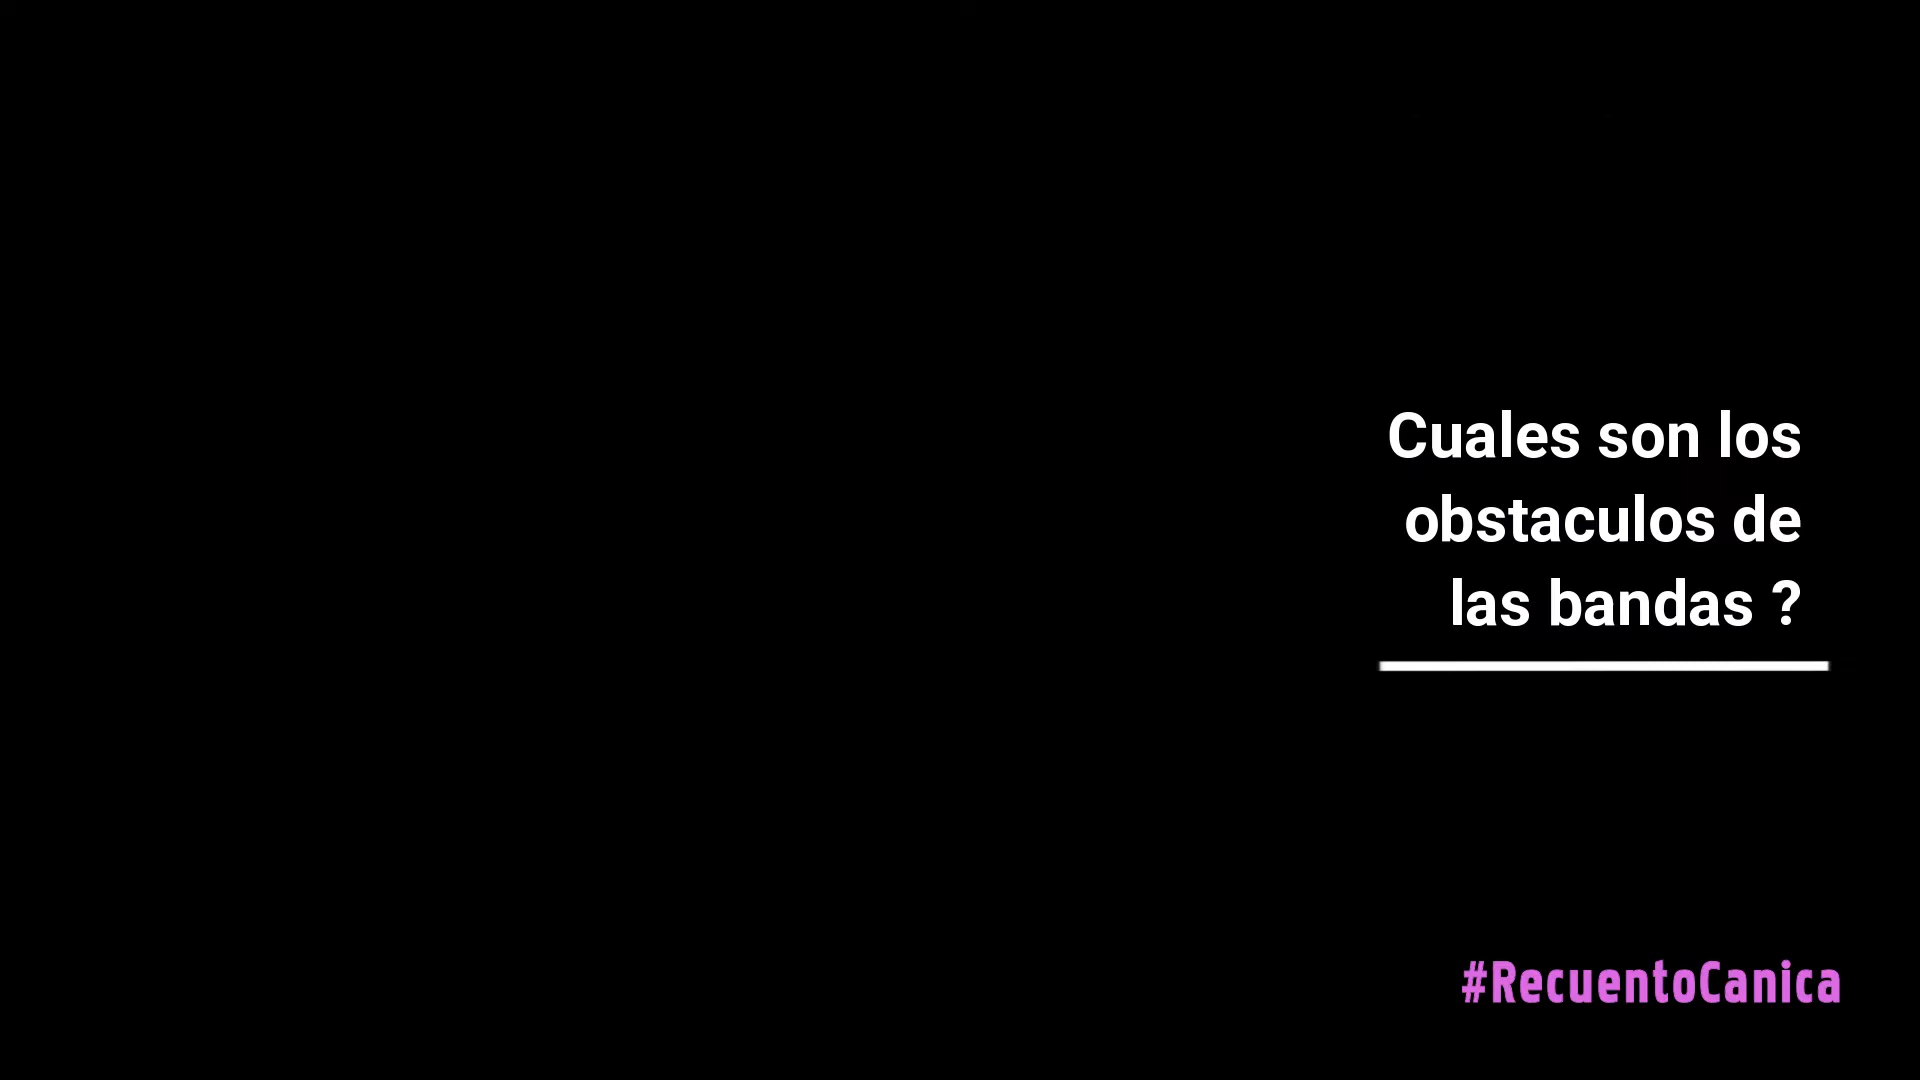 Cuales son los
obstaculos de
las bandas ?
#RecuentoCanica